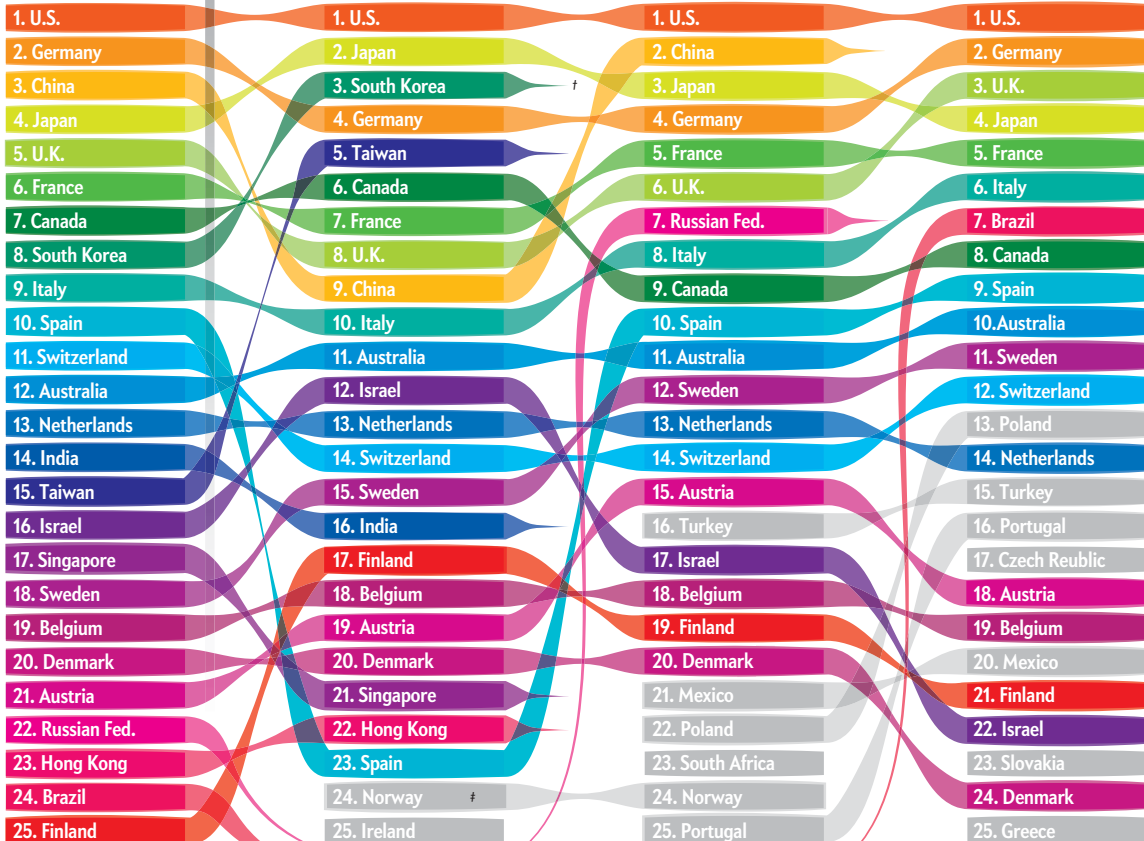 1. U.S.
2. Germany
3. China
4. Japan
5. U.K.
6. France
7. Canada
8. South Korea
9. Italy
10. Spain
11. Switzerland
12. Australia
13. Netherlands
14. India
15. Taiwan
16. Israel
17. Singapore
18. Sweden
19. Belgium
20. Denmark
21. Austria
22. Russian Fed.
23. Hong Kong
24. Brazil
25. Finland
1. U.S.
2. Japan
3. South Korea †
4. Germany
5. Taiwan
6. Canada
7. France
8. U.K.
9. China
10. Italy
11. Australia
12. Israel
13. Netherlands
14. Switzerland
15. Sweden
16. India
17. Finland
18. Belgium
19. Austria
20. Denmark
21. Singapore
22. Hong Kong
23. Spain
24. Norway ‡
25. Ireland
1. U.S.
2. China
3. Japan
4. Germany
5. France
6. U.K.
7. Russian Fed.
8. Italy
9. Canada
10. Spain
11. Australia
12. Sweden
13. Netherlands
14. Switzerland
15. Austria
16. Turkey
17. Israel
18. Belgium
19. Finland
20. Denmark
21. Mexico
22. Poland
23. South Africa
24. Norway
25. Portugal
1. U.S.
2. Germany
3. U.K.
4. Japan
5. France
6. Italy
7. Brazil
8. Canada
9. Spain
10.Australia
11. Sweden
12. Switzerland
13. Poland
14. Netherlands
15. Turkey
16. Portugal
17. Czech Reublic
18. Austria
19. Belgium
20. Mexico
21. Finland
22. Israel
23. Slovakia
24. Denmark
25. Greece